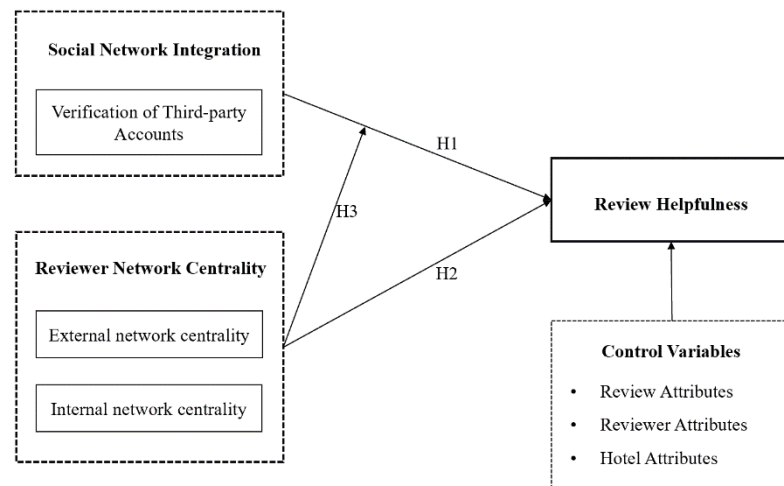 Social Network Integration
Verification of Third-party
Accounts
H1
Review Helpfulness
H3
Reviewer Network Centrality
H2
External network centrality
Internal network centrality
Control Variables
• Review Attributes
• Reviewer Attributes
• Hotel Attributes